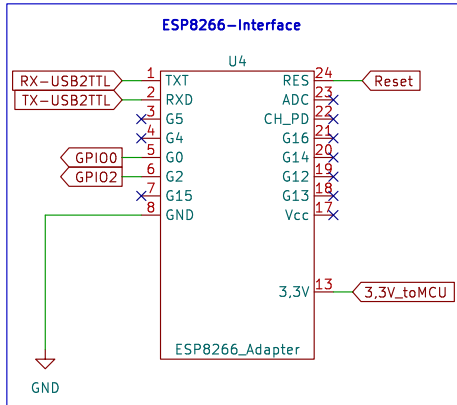 ESP8266-Interface
U4
RX-USB2TTL 1 TXT RES 24 Reset
TX-USB2TTL 2 RXD ADC 23
3 G5 CH_PD 22
4 G4 G16 21
GPIO0 5 G0 G14 20
GPIO2 6 G2 G12 19
7 G15 G13 18
8 GND Vcc 17
3,3V 13 3,3V_toMCU
ESP8266_Adapter
GND